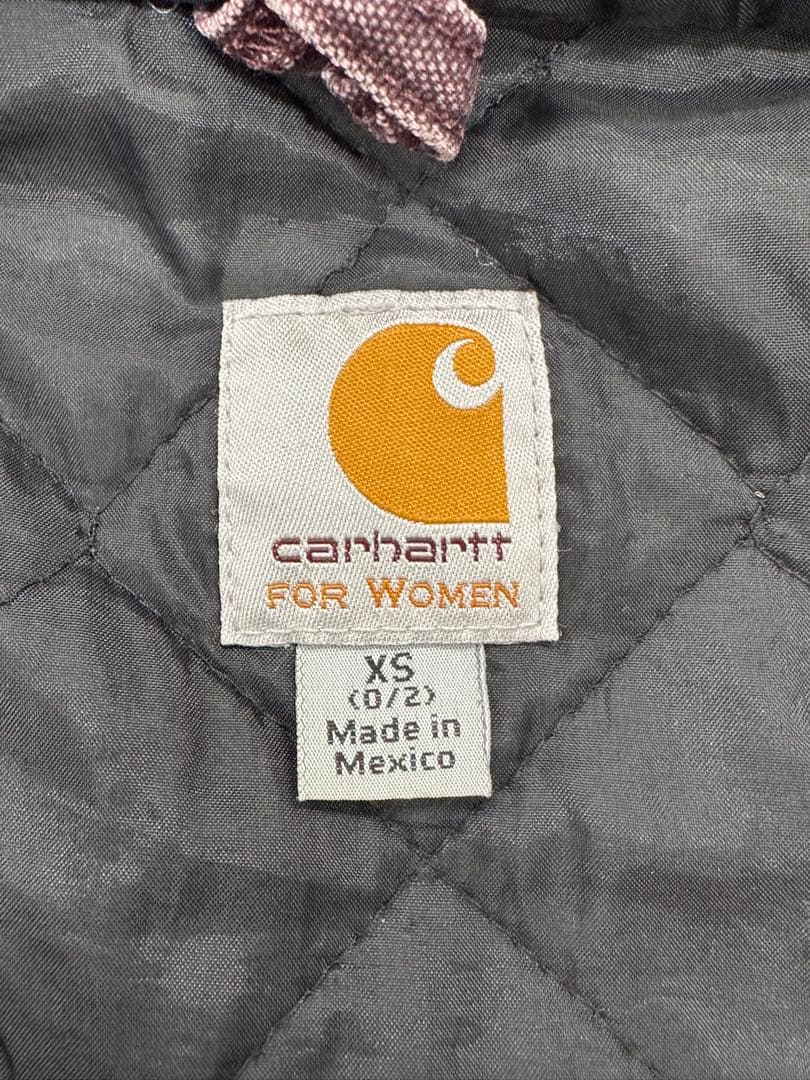 carhartt
FOR WOMEN
XS
(0/2)
Made in
Mexico